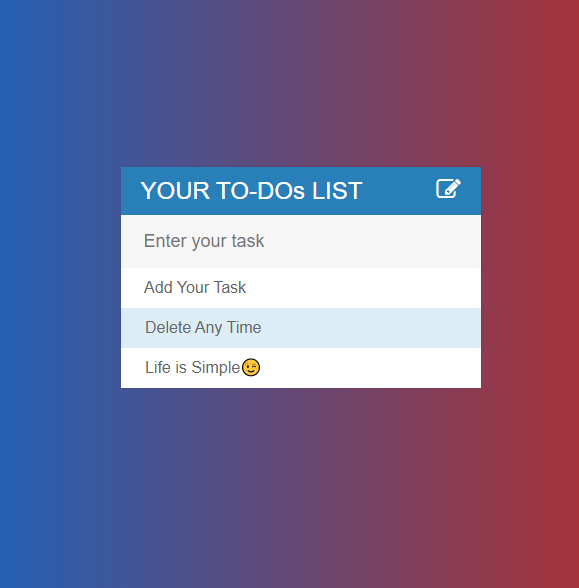 YOUR TO-DOs LIST
Enter your task
Add Your Task
Delete Any Time
Life is Simple😉